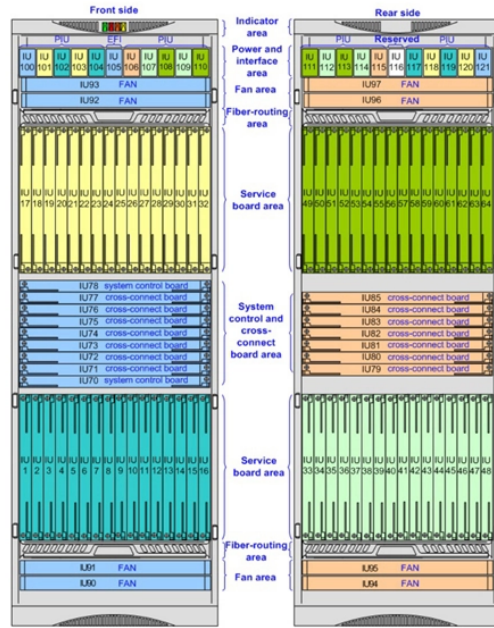 Front side
Rear side
Indicator
area
PIU EFI PIU
PIU Reserved PIU
IU IU IU IU IU IU IU IU IU IU IU
100 101 102 103 104 105 106 107 108 109 110
Power and
interface
area
IU IU IU IU IU IU IU IU IU IU IU
111 112 113 114 115 116 117 118 119 120 121
IU93 FAN
IU92 FAN
Fan area
IU97 FAN
IU96 FAN
Fiber-routing
area
IU IU IU IU IU IU IU IU IU IU IU IU IU IU IU IU
17 18 19 20 21 22 23 24 25 26 27 28 29 30 31 32
Service
board area
IU IU IU IU IU IU IU IU IU IU IU IU IU IU IU IU
49 50 51 52 53 54 55 56 57 58 59 60 61 62 63 64
IU78 system control board
IU77 cross-connect board
IU76 cross-connect board
IU75 cross-connect board
IU74 cross-connect board
IU73 cross-connect board
IU72 cross-connect board
IU71 cross-connect board
IU70 system control board
System
control and
cross-
connect
board area
IU85 cross-connect board
IU84 cross-connect board
IU83 cross-connect board
IU82 cross-connect board
IU81 cross-connect board
IU80 cross-connect board
IU79 cross-connect board
IU IU IU IU IU IU IU IU IU IU IU IU IU IU IU IU
1 2 3 4 5 6 7 8 9 10 11 12 13 14 15 16
Service
board area
IU IU IU IU IU IU IU IU IU IU IU IU IU IU IU IU
33 34 35 36 37 38 39 40 41 42 43 44 45 46 47 48
Fiber-routing
area
IU91 FAN
IU90 FAN
Fan area
IU95 FAN
IU94 FAN